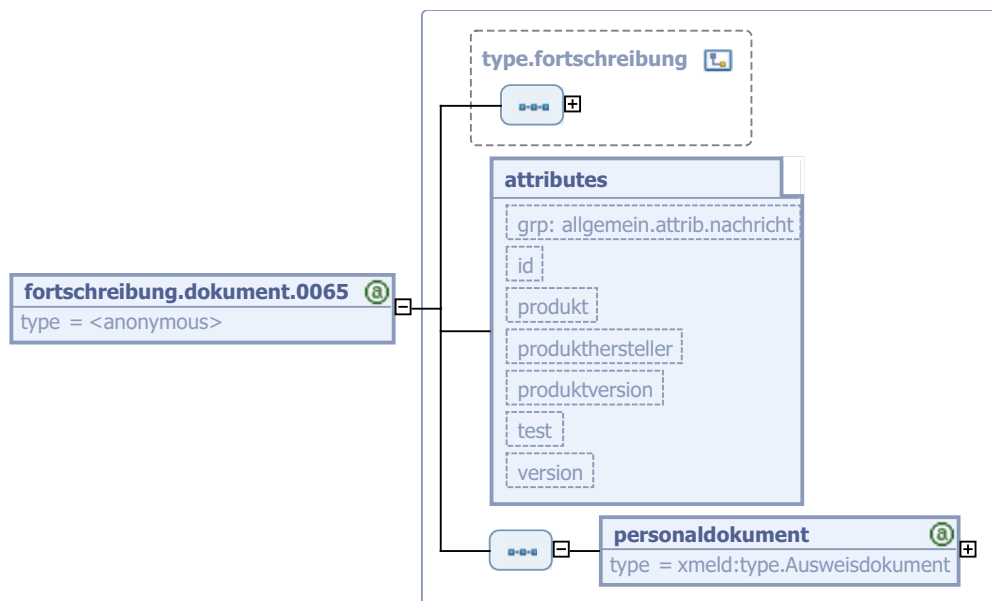 type.fortschreibung
attributes
grp: allgemein.attrib.nachricht
id
fortschreibung.dokument.0065
type = <anonymous>
produkt
produkthersteller
produktversion
test
version
personaldokument
type = xmeld:type.Ausweisdokument